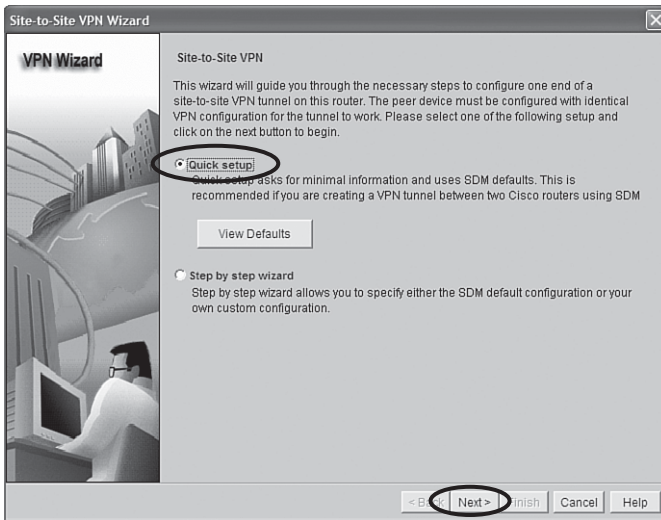 Site-to-Site VPN Wizard
VPN Wizard
Site-to-Site VPN
This wizard will guide you through the necessary steps to configure one end of a
site-to-site VPN tunnel on this router. The peer device must be configured with identical
VPN configuration for the tunnel to work. Please select one of the following setup and
click on the next button to begin.
Quick setup
Quick setup asks for minimal information and uses SDM defaults. This is
recommended if you are creating a VPN tunnel between two Cisco routers using SDM
View Defaults
Step by step wizard
Step by step wizard allows you to specify either the SDM default configuration or your
own custom configuration.
< Back Next > Finish Cancel Help